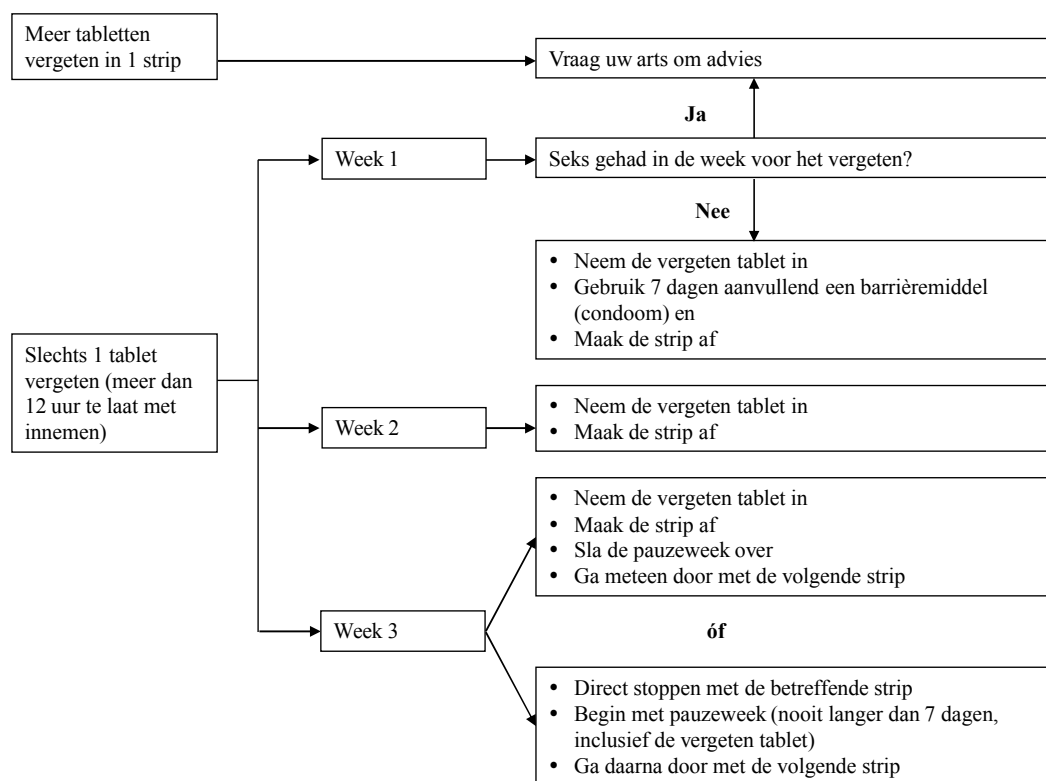 Meer tabletten
vergeten in 1 strip
Vraag uw arts om advies
Ja
Week 1
Seks gehad in de week voor het vergeten?
Nee
• Neem de vergeten tablet in
• Gebruik 7 dagen aanvullend een barrièremiddel
(condoom) en
• Maak de strip af
Slechts 1 tablet
vergeten (meer dan
12 uur te laat met
innemen)
Week 2
• Neem de vergeten tablet in
• Maak de strip af
• Neem de vergeten tablet in
• Maak de strip af
• Sla de pauzeweek over
• Ga meteen door met de volgende strip
Week 3
óf
• Direct stoppen met de betreffende strip
• Begin met pauzeweek (nooit langer dan 7 dagen,
inclusief de vergeten tablet)
• Ga daarna door met de volgende strip